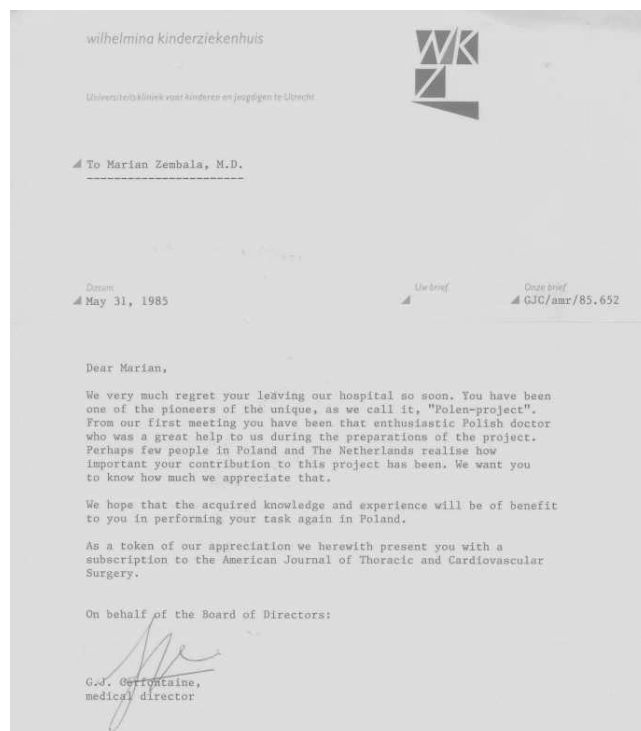 wilhelmina kinderziekenhuis
WKZ
Universiteitskliniek voor kinderen en jeugdigen te Utrecht
To Marian Zembala, M.D.
Datum
Uw brief
Onze brief
May 31, 1985
GJC/amr/85.652
Dear Marian,
We very much regret your leaving our hospital so soon. You have been
one of the pioneers of the unique, as we call it, "Polen-project".
From our first meeting you have been that enthusiastic Polish doctor
who was a great help to us during the preparations of the project.
Perhaps few people in Poland and The Netherlands realise how
important your contribution to this project has been. We want you
to know how much we appreciate that.
We hope that the acquired knowledge and experience will be of benefit
to you in performing your task again in Poland.
As a token of our appreciation we herewith present you with a
subscription to the American Journal of Thoracic and Cardiovascular
Surgery.
On behalf of the Board of Directors:
G.J. Cerfontaine,
medical director